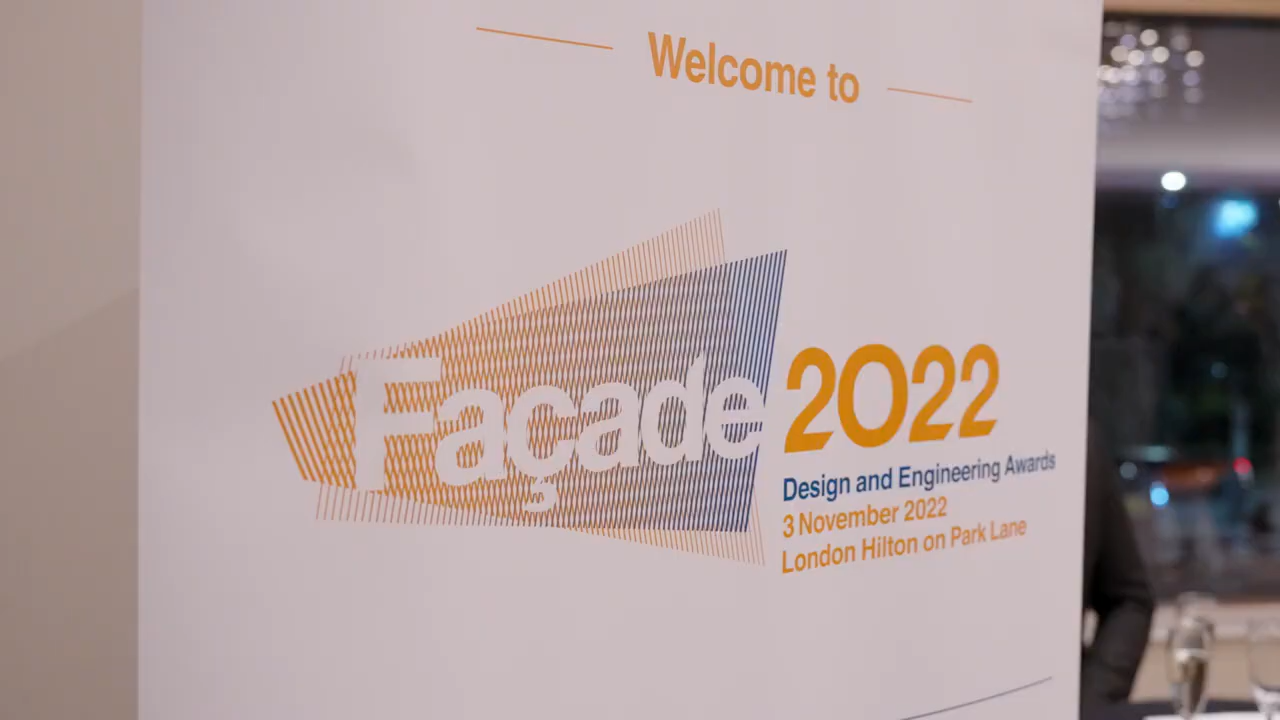 Welcome to
Façade
2022
Design and Engineering Awards
3 November 2022
London Hilton on Park Lane